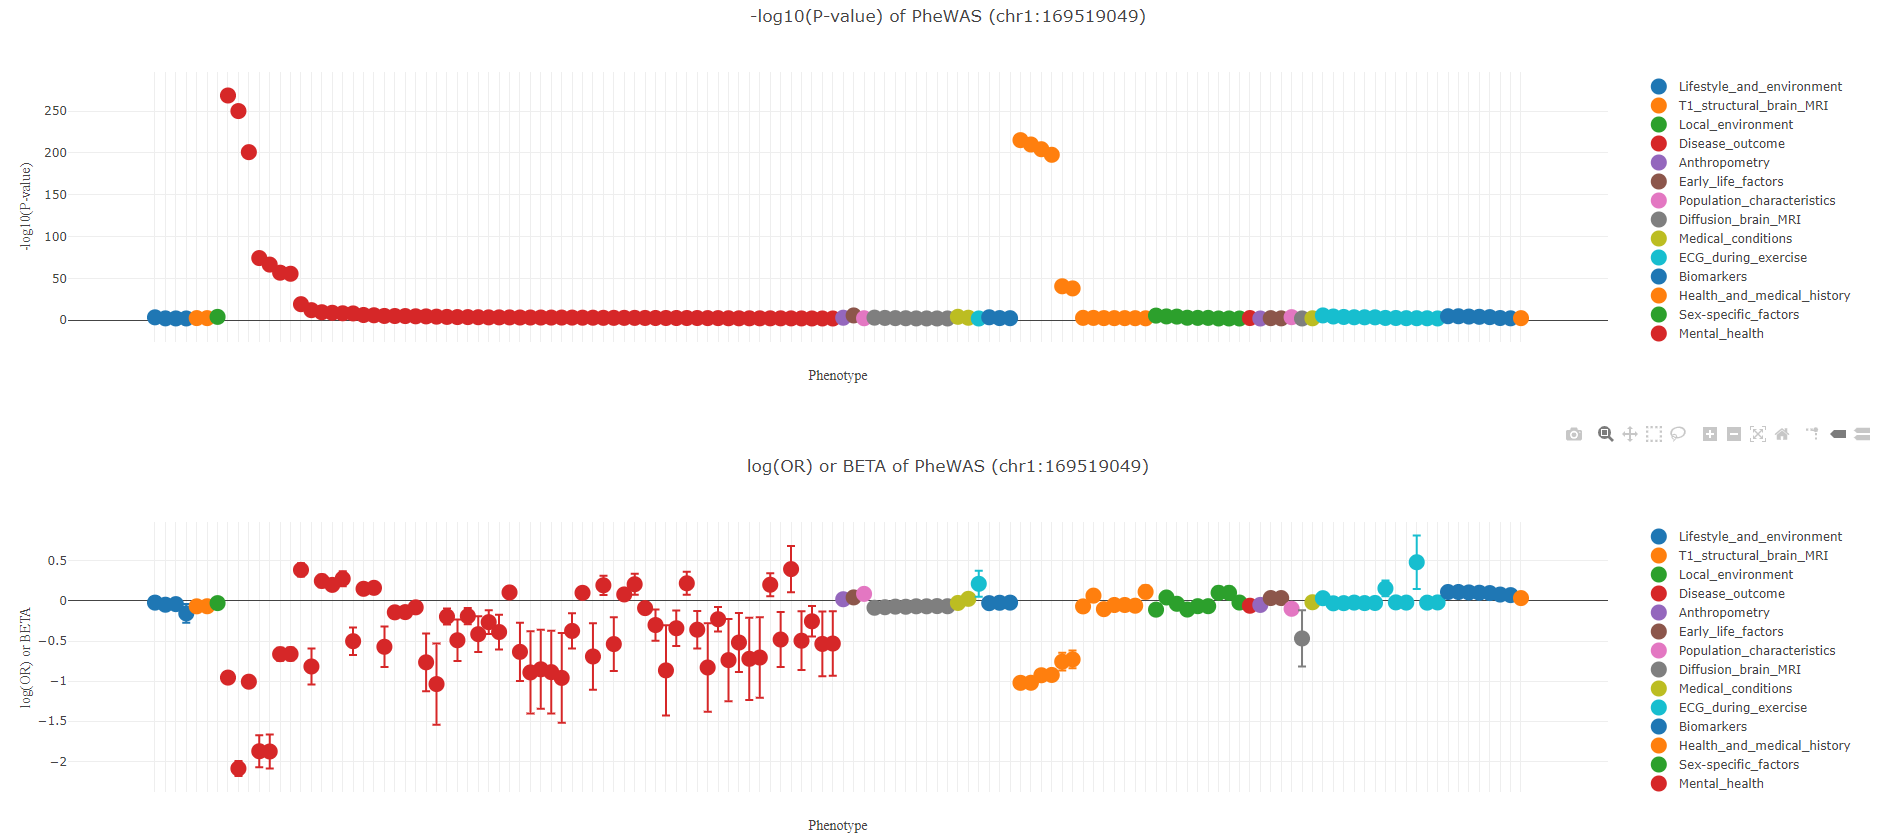 -log10(P-value) of PheWAS (chr1:169519049)
250
200
150
100
50
0
-log10(P-value)
Phenotype
Lifestyle_and_environment
T1_structural_brain_MRI
Local_environment
Disease_outcome
Anthropometry
Early_life_factors
Population_characteristics
Diffusion_brain_MRI
Medical_conditions
ECG_during_exercise
Biomarkers
Health_and_medical_history
Sex-specific_factors
Mental_health
log(OR) or BETA of PheWAS (chr1:169519049)
0.5
0
−0.5
−1
−1.5
−2
log(OR) or BETA
Phenotype
Lifestyle_and_environment
T1_structural_brain_MRI
Local_environment
Disease_outcome
Anthropometry
Early_life_factors
Population_characteristics
Diffusion_brain_MRI
Medical_conditions
ECG_during_exercise
Biomarkers
Health_and_medical_history
Sex-specific_factors
Mental_health